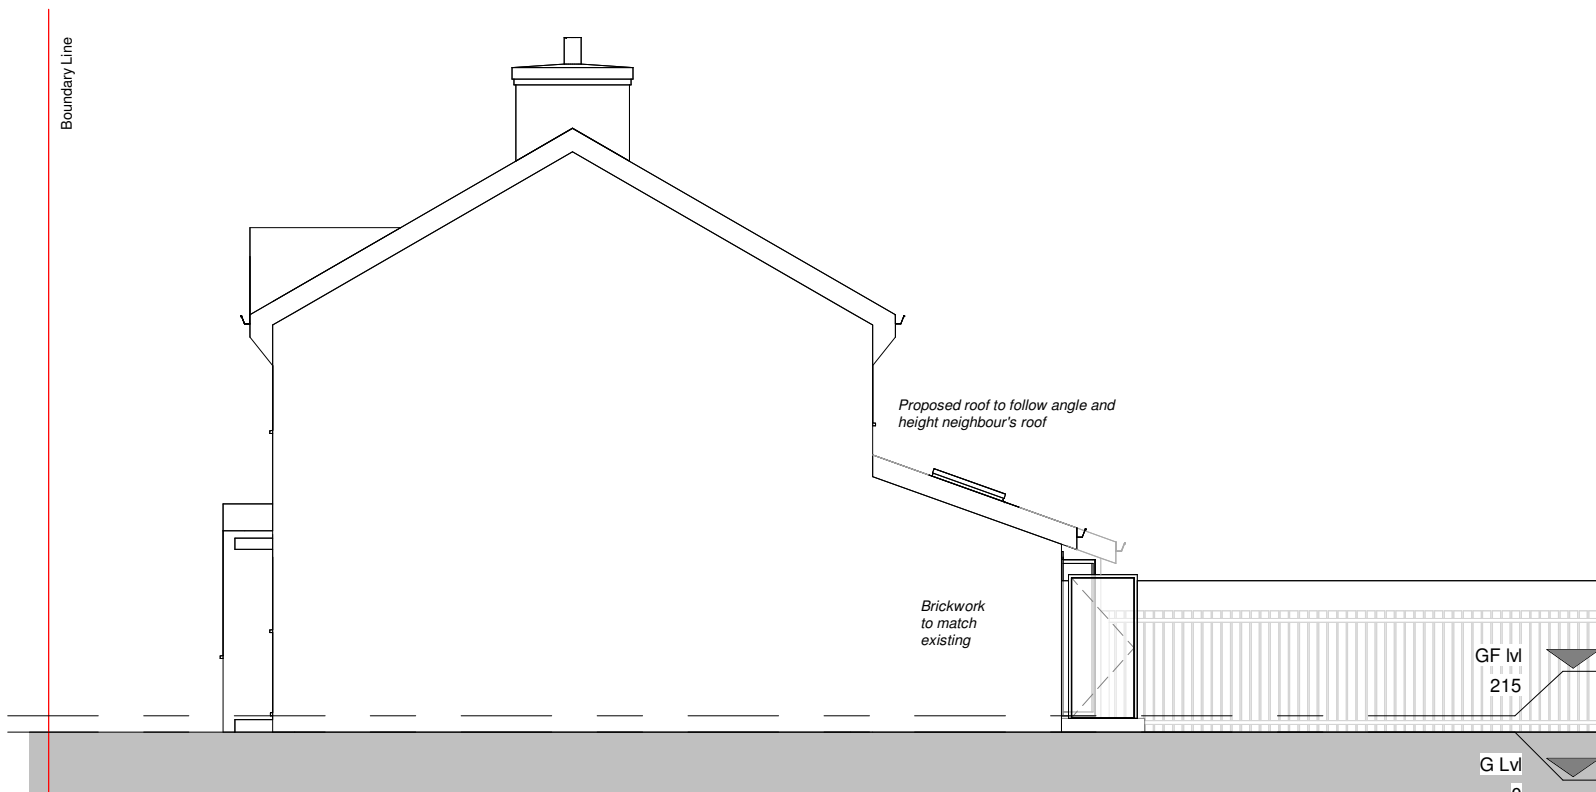 Boundary Line
Proposed roof to follow angle and
height neighbour's roof
Brickwork
to match
existing
GF lvl
215
G Lvl